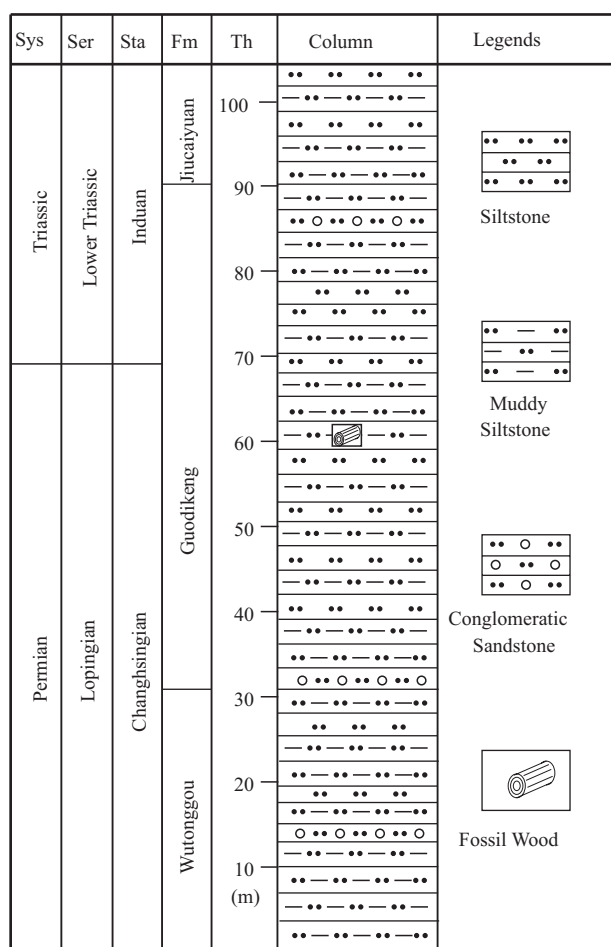 Sys Ser Sta Fm Th Column Legends
Triassic
Permian
Lower Triassic
Lopingian
Induan
Changhsingian
Jiucaiyuan
Guodikeng
Wutonggou
100
90
80
70
60
50
40
30
20
10
(m)
Siltstone
Muddy
Siltstone
Conglomeratic
Sandstone
Fossil Wood